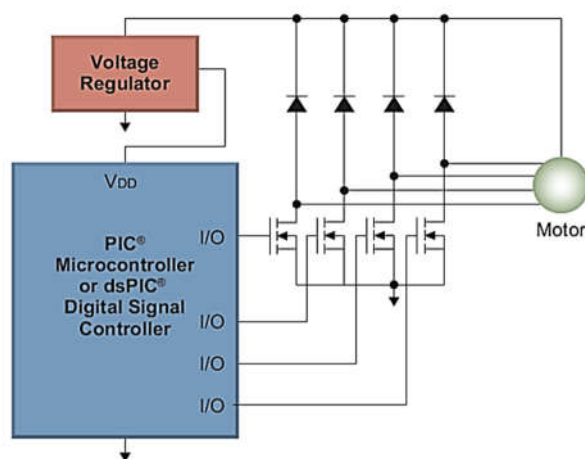 Voltage
Regulator
VDD
I/O
PIC®
Microcontroller
or dsPIC®
Digital Signal
Controller
I/O
I/O
I/O
Motor